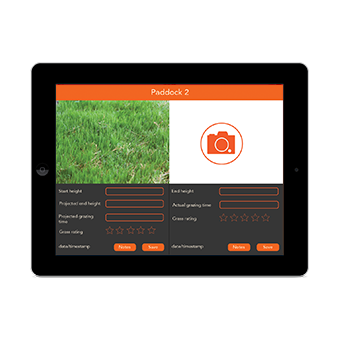 Paddock 2
Start height
Projected end height
Projected grazing
time
Grass rating
date/timestamp
Notes
Save
End height
Actual grazing time
Grass rating
date/timestamp
Notes
Save